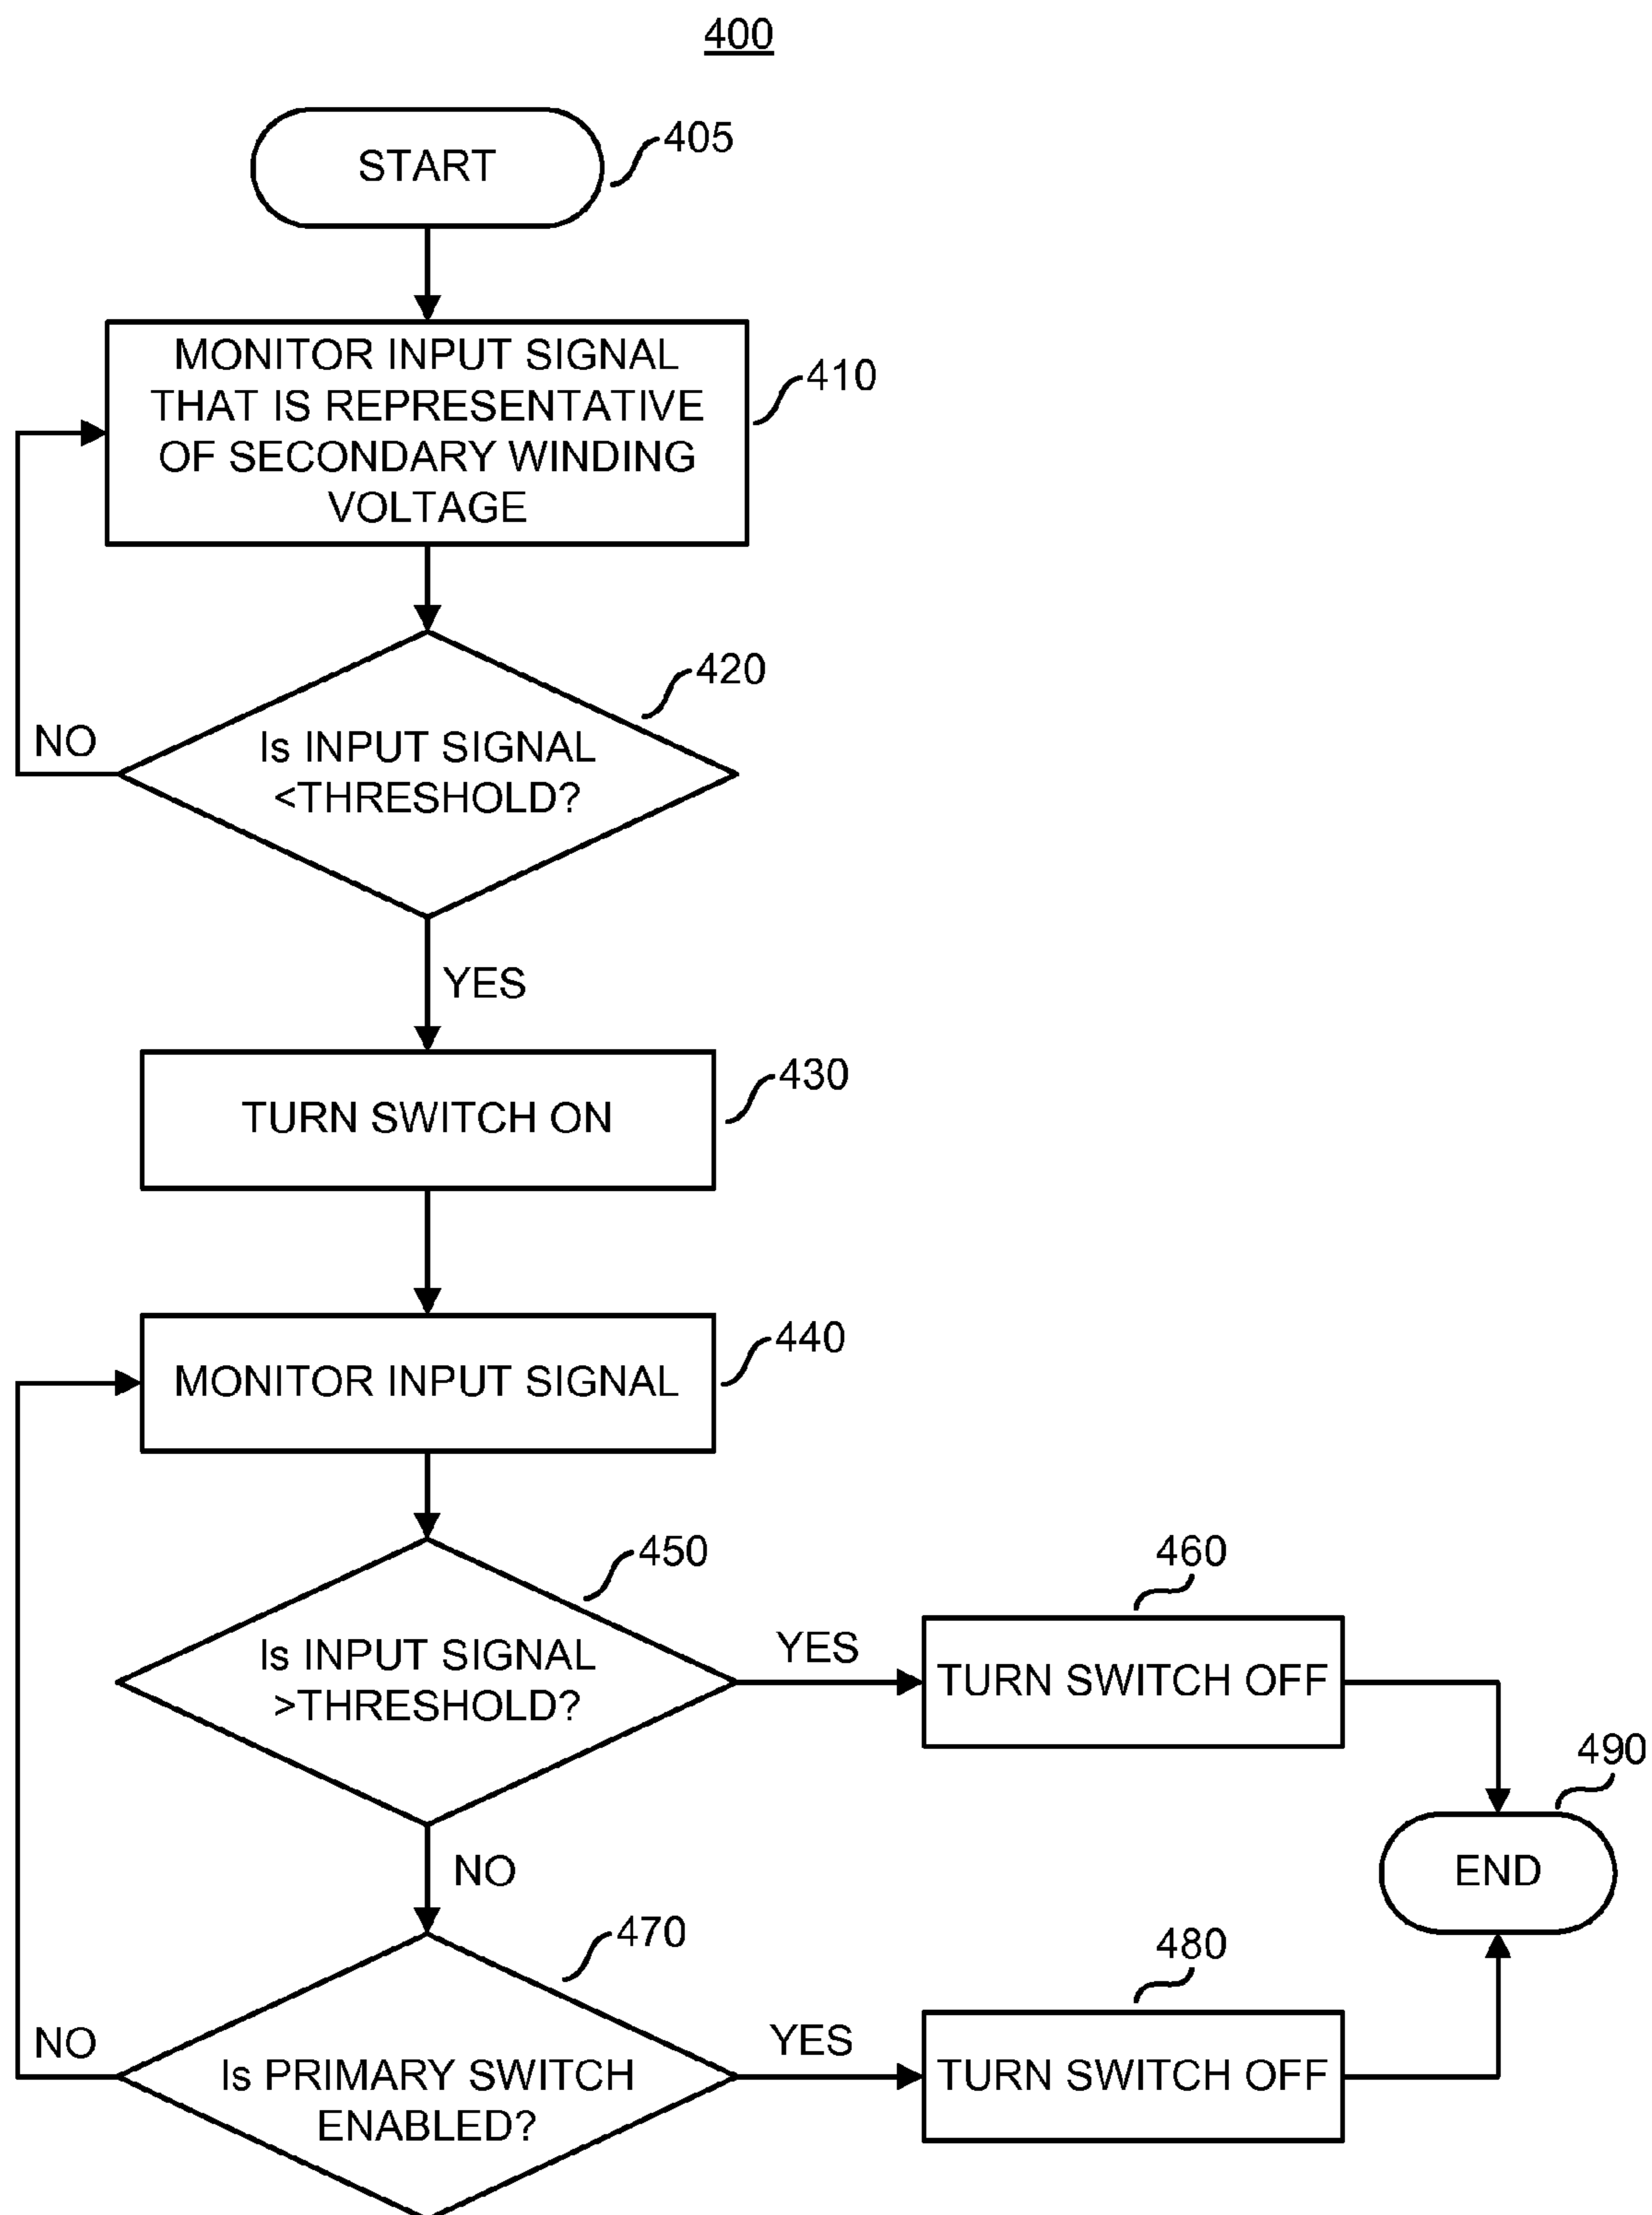 400
START
405
MONITOR INPUT SIGNAL
THAT IS REPRESENTATIVE
OF SECONDARY WINDING
VOLTAGE
410
420
Is INPUT SIGNAL
<THRESHOLD?
NO
YES
TURN SWITCH ON
430
MONITOR INPUT SIGNAL
440
450
Is INPUT SIGNAL
>THRESHOLD?
YES
460
TURN SWITCH OFF
490
END
NO
470
Is PRIMARY SWITCH
ENABLED?
NO
YES
480
TURN SWITCH OFF